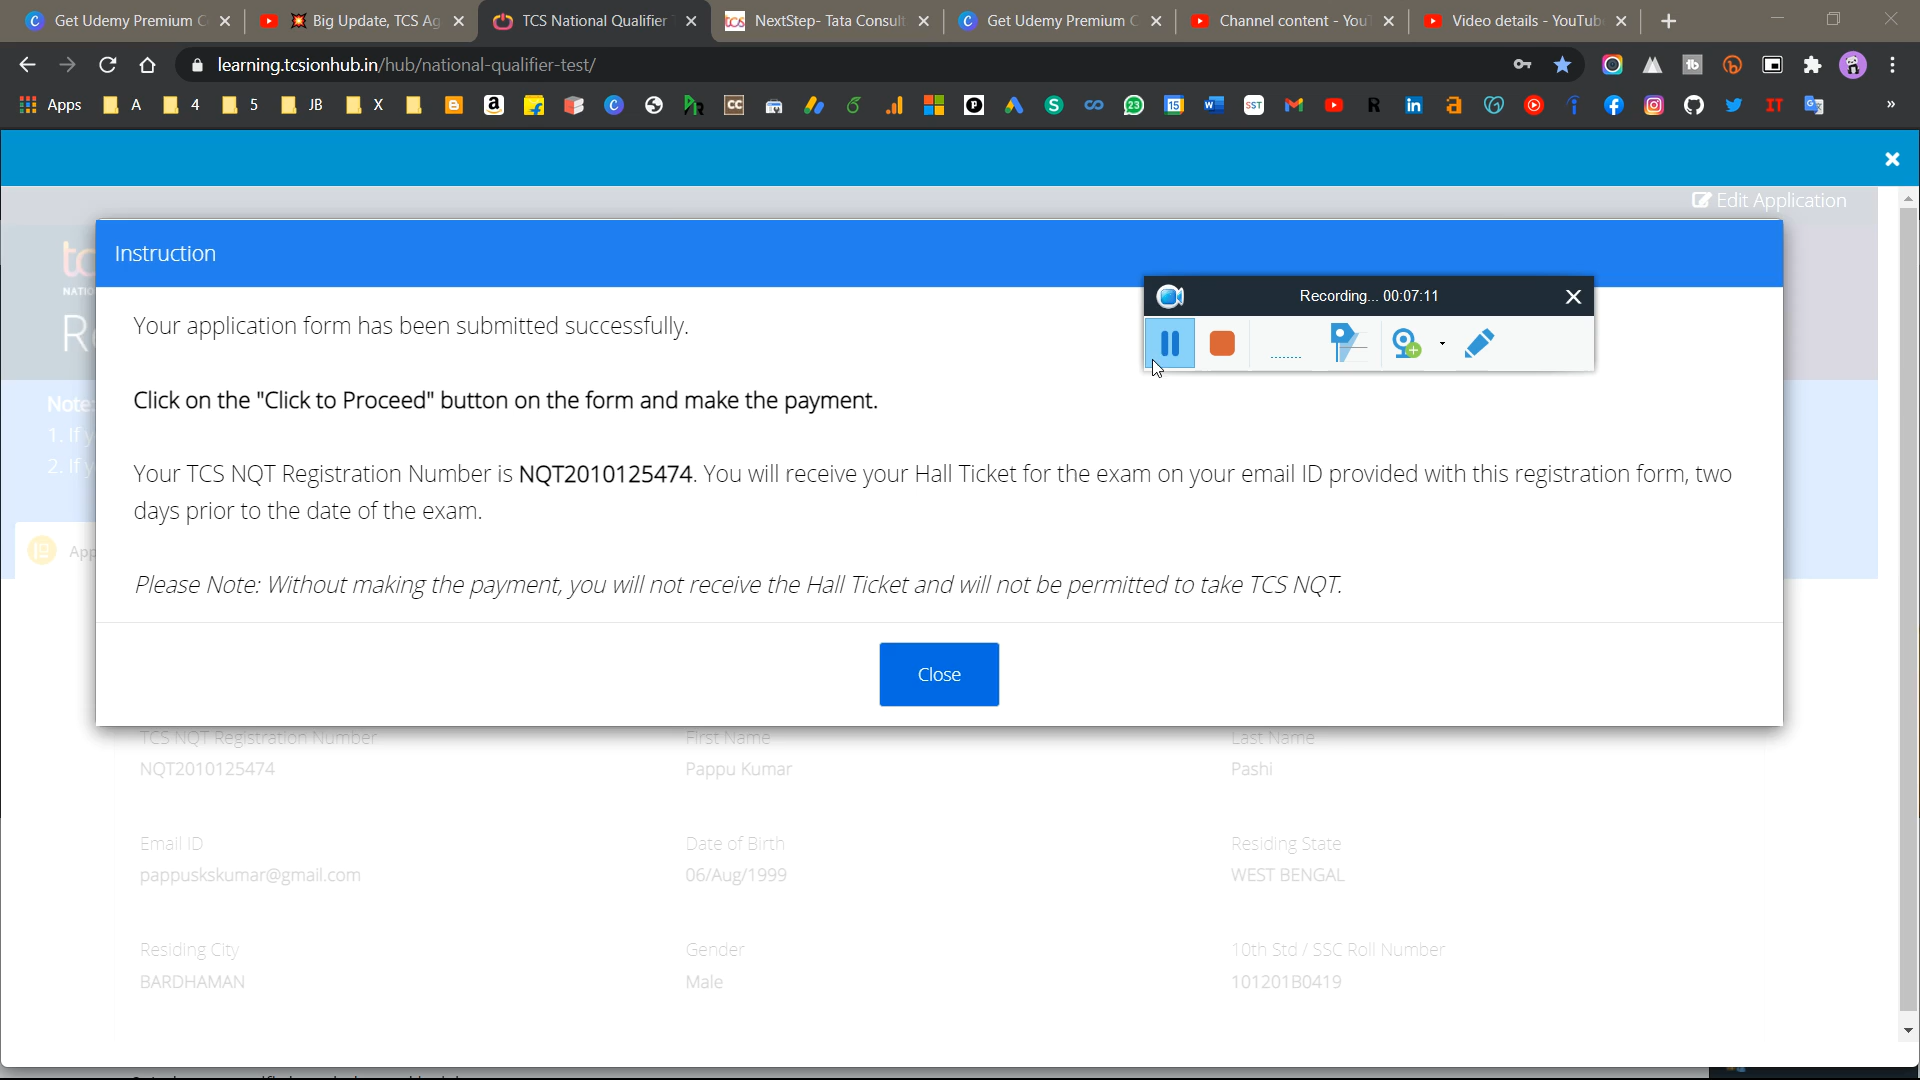 Get Udemy Premium C
Big Update, TCS Ag
TCS National Qualifier
NextStep- Tata Consult
Get Udemy Premium C
Channel content - YouT
Video details - YouTub
learning.tcsionhub.in/hub/national-qualifier-test/
Apps A 4 5 JB X
Edit Application
Instruction
Recording... 00:07:11
Your application form has been submitted successfully.
Click on the "Click to Proceed" button on the form and make the payment.
Your TCS NQT Registration Number is NQT2010125474. You will receive your Hall Ticket for the exam on your email ID provided with this registration form, two
days prior to the date of the exam.
Please Note: Without making the payment, you will not receive the Hall Ticket and will not be permitted to take TCS NQT.
Close
Note:
1. If y
2. If y
App
TCS NQT Registration Number
NQT2010125474
First Name
Pappu Kumar
Last Name
Pashi
Email ID
pappuskskumar@gmail.com
Date of Birth
06/Aug/1999
Residing State
WEST BENGAL
Residing City
BARDHAMAN
Gender
Male
10th Std / SSC Roll Number
101201B0419